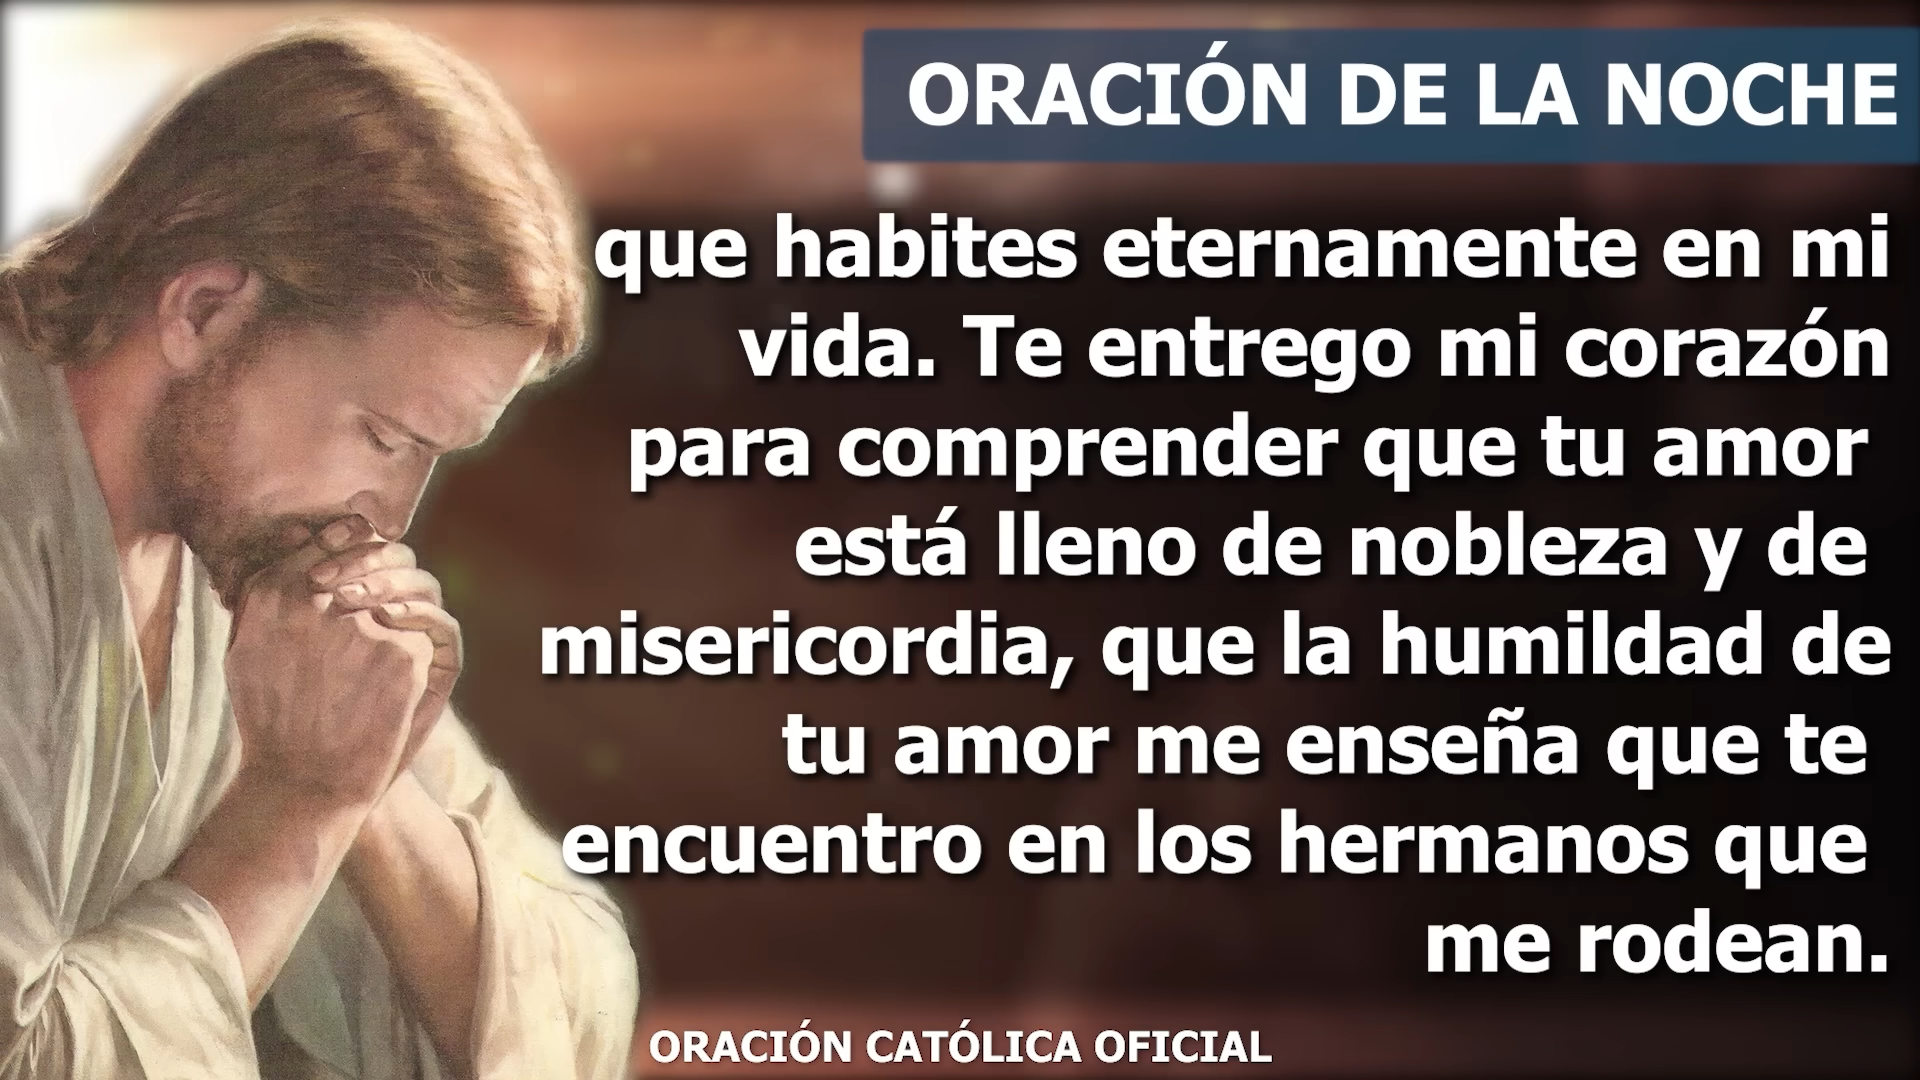 ORACIÓN DE LA NOCHE
que habites eternamente en mi
vida. Te entrego mi corazón
para comprender que tu amor
está lleno de nobleza y de
misericordia, que la humildad de
tu amor me enseña que te
encuentro en los hermanos que
me rodean.
ORACIÓN CATÓLICA OFICIAL